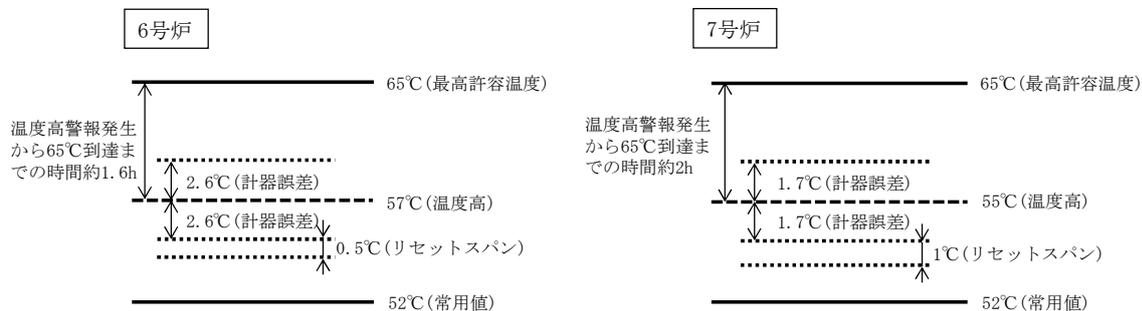 6号炉
65℃(最高許容温度)
温度高警報発生
から65℃到達ま
での時間約1.6h
2.6℃(計器誤差)
57℃(温度高)
2.6℃(計器誤差)
0.5℃(リセットスパン)
52℃(常用値)
7号炉
65℃(最高許容温度)
温度高警報発生
から65℃到達ま
での時間約2h
1.7℃(計器誤差)
55℃(温度高)
1.7℃(計器誤差)
1℃(リセットスパン)
52℃(常用値)